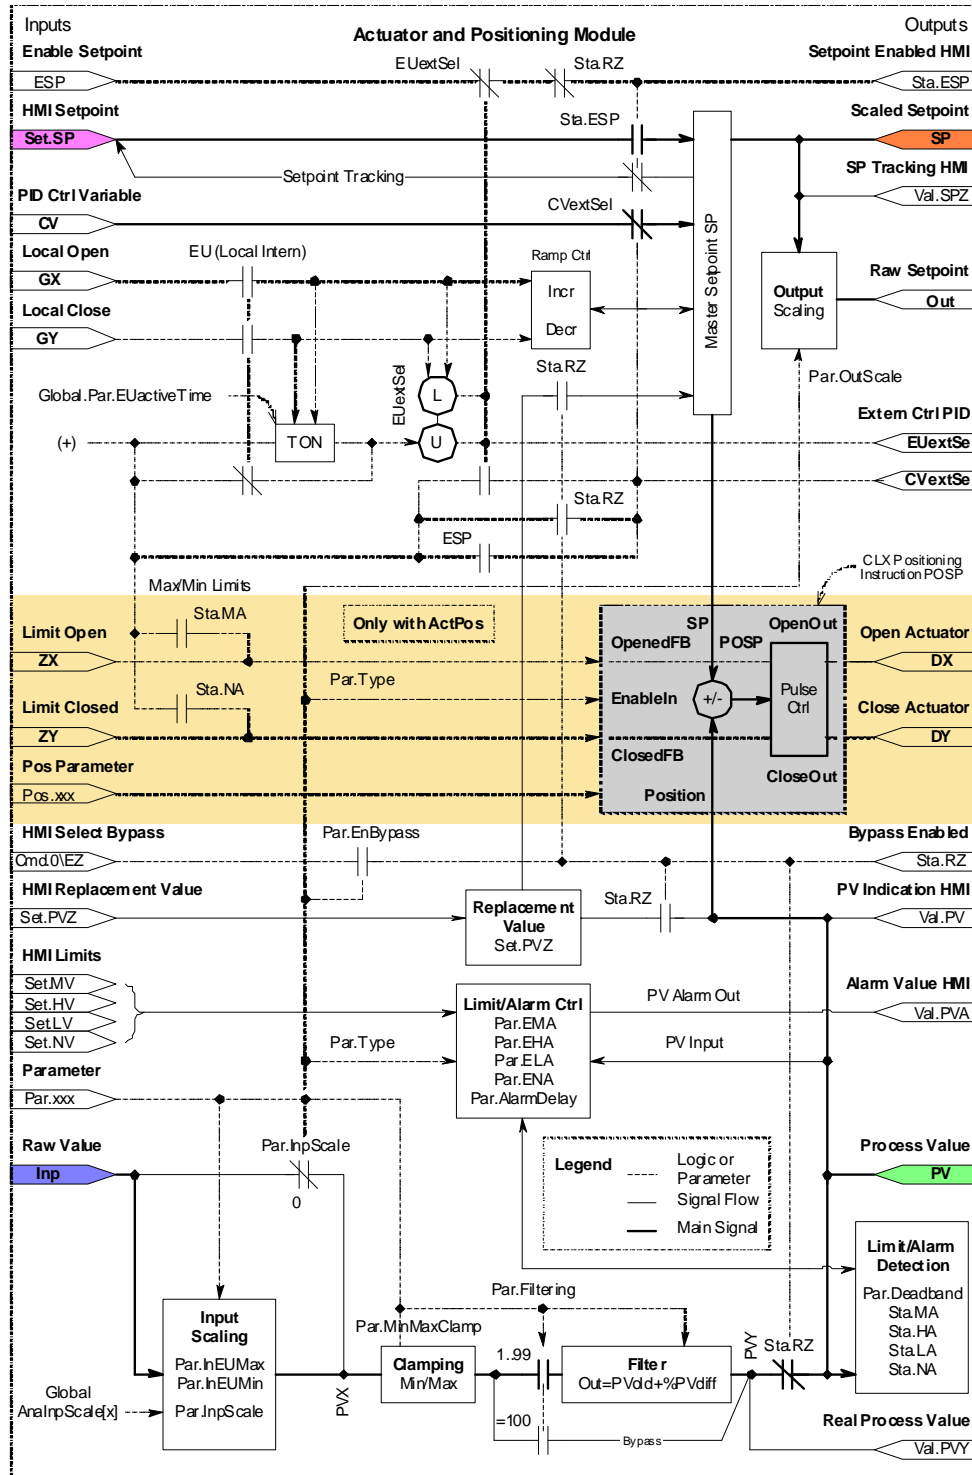 Inputs
Outputs
Actuator and Positioning Module
Enable Setpoint
EUextSel
Sta.RZ
Setpoint Enabled HMI
ESP
Sta.ESP
HMI Setpoint
Sta.ESP
Scaled Setpoint
Set.SP
SP
Setpoint Tracking
SP Tracking HMI
Val.SPZ
PID Ctrl Variable
CVextSel
CV
Master Setpoint SP
Local Open
EU (Local Intern)
Ramp Ctrl
Raw Setpoint
GX
Incr
Output
Scaling
Out
Local Close
GY
Decr
Sta.RZ
Par.OutScale
Global.Par.EUactiveTime
EUextSel
L
Extern Ctrl PID
(+)
TON
U
EUextSe
CVextSe
Sta.RZ
ESP
CLX Positioning
Instruction POSP
Max/Min Limits
Sta.MA
Only with ActPos
SP
OpenOut
Limit Open
OpenedFB
POSP
Open Actuator
ZX
DX
Par.Type
Sta.NA
EnableIn
+/-
Pulse
Ctrl
Limit Closed
Close Actuator
ZY
DY
ClosedFB
Pos Parameter
CloseOut
Pos.xxx
Position
HMI Select Bypass
Par.EnBypass
Bypass Enabled
Cmd.0\EZ
Sta.RZ
HMI Replacement Value
Sta.RZ
PV Indication HMI
Set.PVZ
Replacement
Value
Set.PVZ
Val.PV
HMI Limits
Set.MV
Set.HV
Set.LV
Set.NV
Limit/Alarm Ctrl
Par.EMA
Par.EHA
Par.ELA
Par.ENA
Par.AlarmDelay
PV Alarm Out
Alarm Value HMI
Val.PVA
PV Input
Par.Type
Parameter
Par.xxx
Raw Value
Par.InpScale
Process Value
Inp
0
PV
Legend
Logic or
Parameter
Signal Flow
Main Signal
Limit/Alarm
Detection
Par.Deadband
Sta.MA
Sta.HA
Sta.LA
Sta.NA
Par.Filtering
Input
Scaling
Par.InEUMax
Par.InEUMin
Par.InpScale
Par.MinMaxClamp
Global
AnaInpScale[x]
PVX
Clamping
Min/Max
1..99
Filter
Out=PVold+%PVdiff
PVY
Sta.RZ
=100
Bypass
Real Process Value
Val.PVY